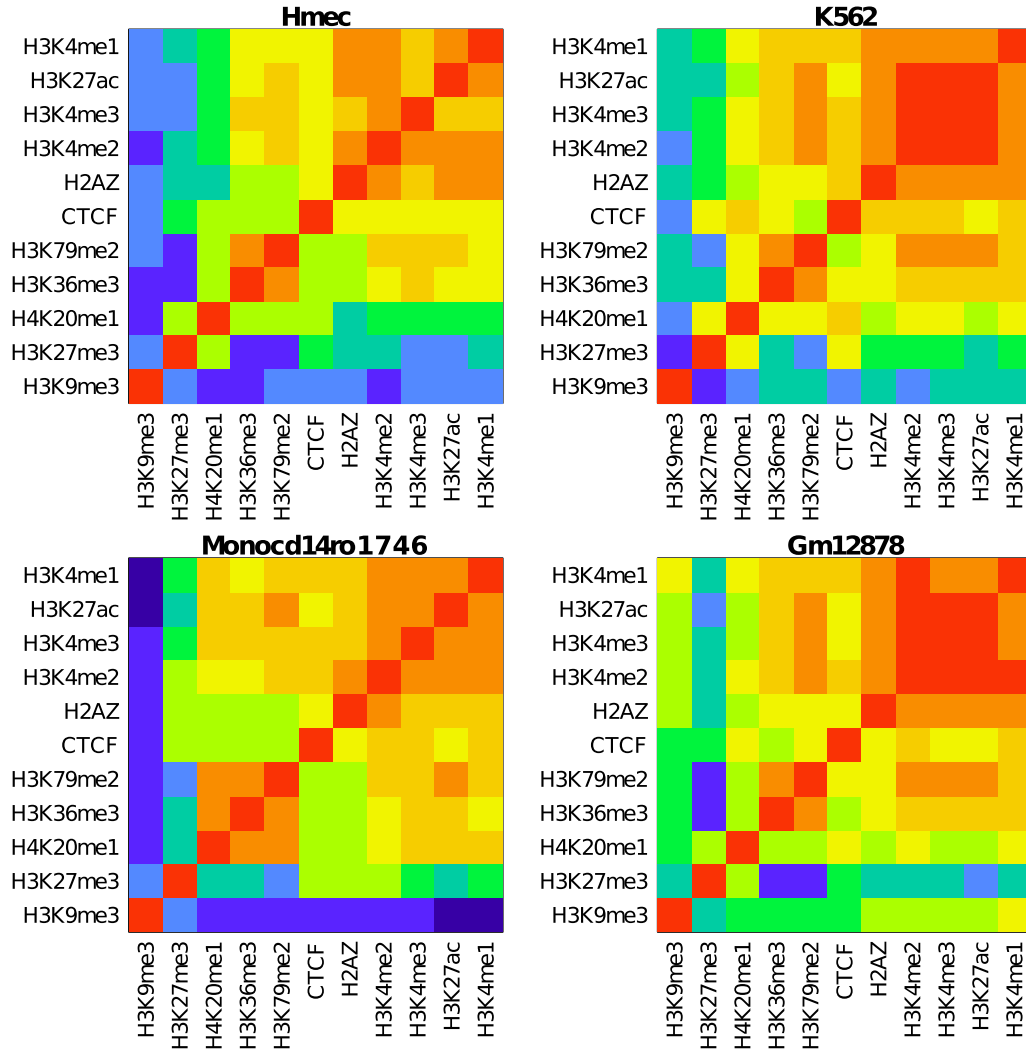 Hmec
H3K4me1
H3K27ac
H3K4me3
H3K4me2
H2AZ
CTCF
H3K79me2
H3K36me3
H4K20me1
H3K27me3
H3K9me3
H3K9me3
H3K27me3
H4K20me1
H3K36me3
H3K79me2
CTCF
H2AZ
H3K4me2
H3K4me3
H3K27ac
H3K4me1
K562
H3K4me1
H3K27ac
H3K4me3
H3K4me2
H2AZ
CTCF
H3K79me2
H3K36me3
H4K20me1
H3K27me3
H3K9me3
H3K9me3
H3K27me3
H4K20me1
H3K36me3
H3K79me2
CTCF
H2AZ
H3K4me2
H3K4me3
H3K27ac
H3K4me1
Monocd14ro1746
H3K4me1
H3K27ac
H3K4me3
H3K4me2
H2AZ
CTCF
H3K79me2
H3K36me3
H4K20me1
H3K27me3
H3K9me3
H3K9me3
H3K27me3
H4K20me1
H3K36me3
H3K79me2
CTCF
H2AZ
H3K4me2
H3K4me3
H3K27ac
H3K4me1
Gm12878
H3K4me1
H3K27ac
H3K4me3
H3K4me2
H2AZ
CTCF
H3K79me2
H3K36me3
H4K20me1
H3K27me3
H3K9me3
H3K9me3
H3K27me3
H4K20me1
H3K36me3
H3K79me2
CTCF
H2AZ
H3K4me2
H3K4me3
H3K27ac
H3K4me1